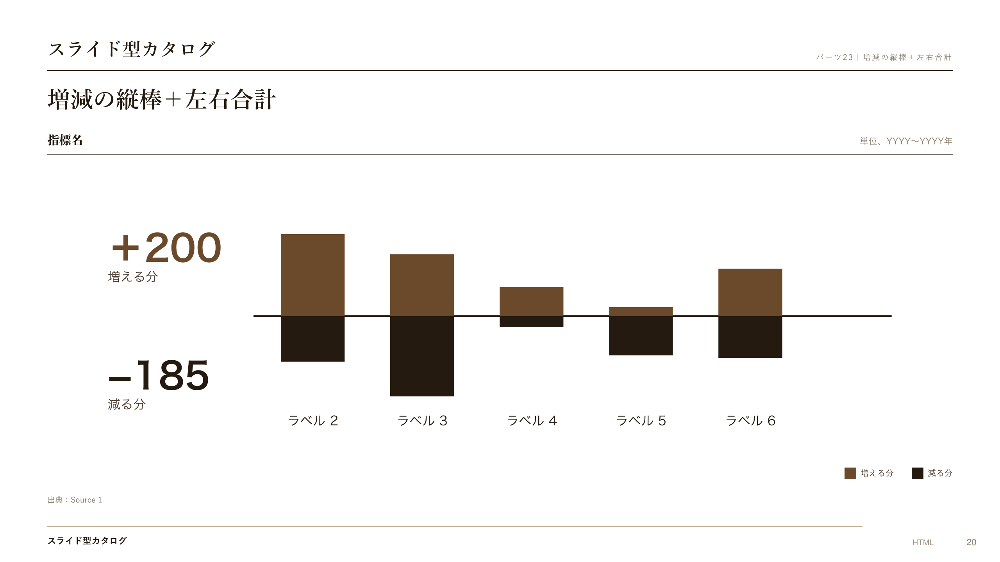 スライド型カタログ
パーツ23｜増減の縦棒＋左右合計
増減の縦棒＋左右合計
指標名
単位、YYYY〜YYYY年
＋200
増える分
–185
減る分
ラベル 2
ラベル 3
ラベル 4
ラベル 5
ラベル 6
増える分
減る分
出典：Source 1
スライド型カタログ
HTML
20